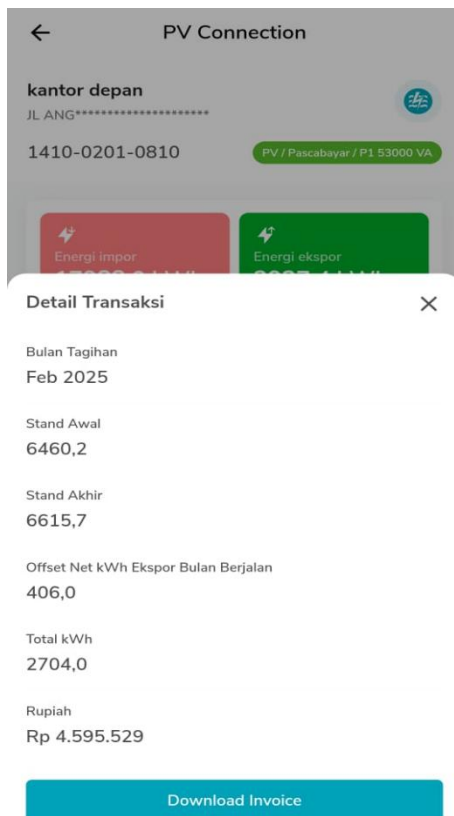 PV Connection
kantor depan
JL ANG**********************
1410-0201-0810
PV / Pascabayar / P1 53000 VA
Energi impor
Energi ekspor
Detail Transaksi
Bulan Tagihan
Feb 2025
Stand Awal
6460,2
Stand Akhir
6615,7
Offset Net kWh Ekspor Bulan Berjalan
406,0
Total kWh
2704,0
Rupiah
Rp 4.595.529
Download Invoice